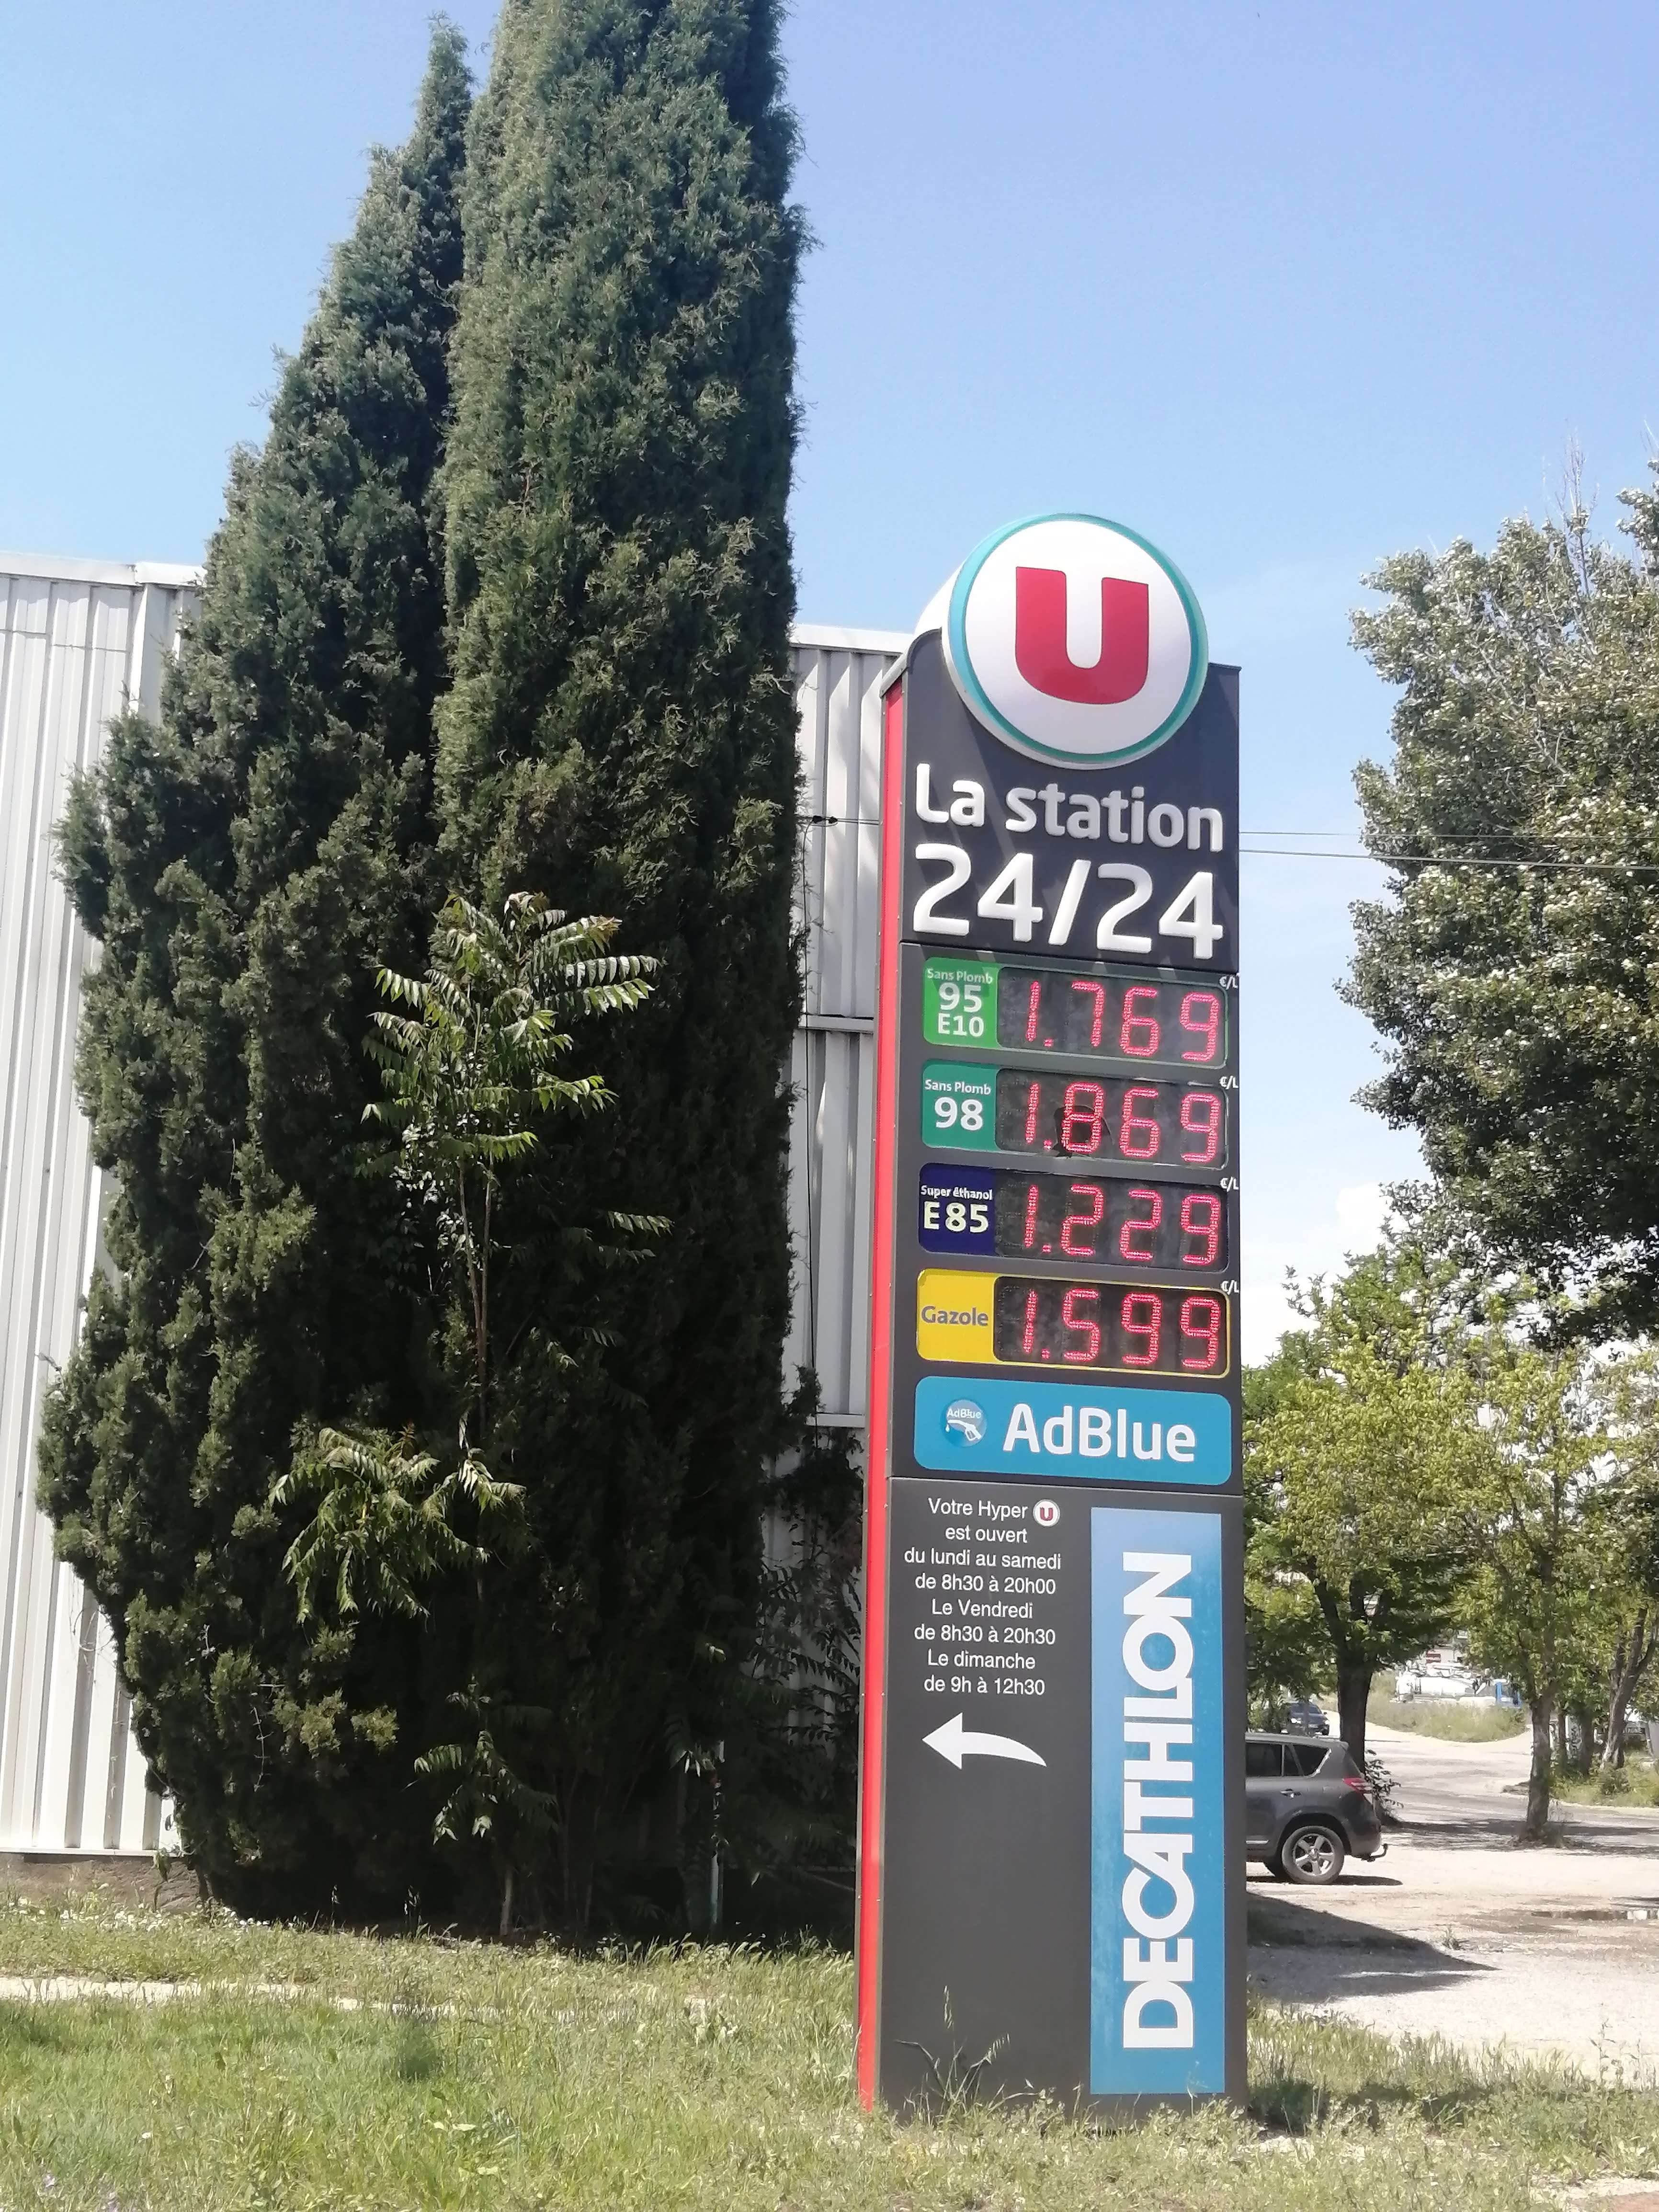 U
La station
24/24
Sans Plomb
95
E10
1.769
€/L
Sans Plomb
98
1.869
€/L
Super éthanol
E85
1.229
€/L
Gazole
1.599
€/L
AdBlue
AdBlue
Votre Hyper U
est ouvert
du lundi au samedi
de 8h30 à 20h00
Le Vendredi
de 8h30 à 20h30
Le dimanche
de 9h à 12h30
DECATHLON